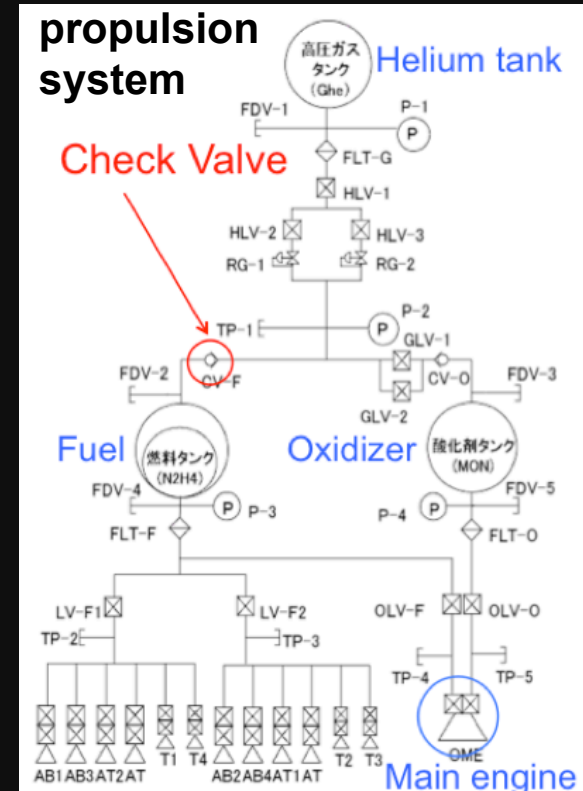 propulsion
system
高圧ガス
タンク
(Ghe)
Helium tank
FDV-1
P-1
P
Check Valve
FLT-G
HLV-1
HLV-2
HLV-3
RG-1
RG-2
P-2
TP-1
P
GLV-1
FDV-2
CV-F
CV-O
FDV-3
GLV-2
Fuel
燃料タンク
(N2H4)
Oxidizer
酸化剤タンク
(MON)
FDV-4
FDV-5
P
P-3
P-4
P
FLT-F
FLT-O
LV-F1
LV-F2
OLV-F
OLV-O
TP-2
TP-3
TP-4
TP-5
T1
T4
T2
T3
OME
AB1 AB3 AT2 AT
AB2 AB4 AT1 AT
Main engine